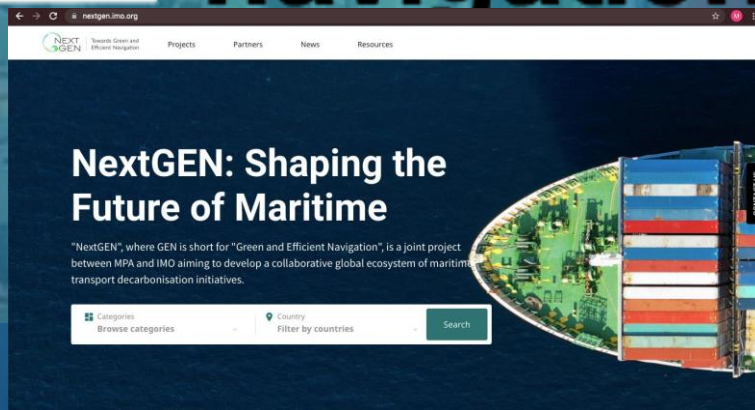 nextgen.imo.org
M
NEXT GEN
Towards Green and
Efficient Navigation
Projects
Partners
News
Resources
NextGEN: Shaping the
Future of Maritime
"NextGEN", where GEN is short for "Green and Efficient Navigation", is a joint project
between MPA and IMO aiming to develop a collaborative global ecosystem of maritime
transport decarbonisation initiatives.
Categories
Browse categories
Country
Filter by countries
Search